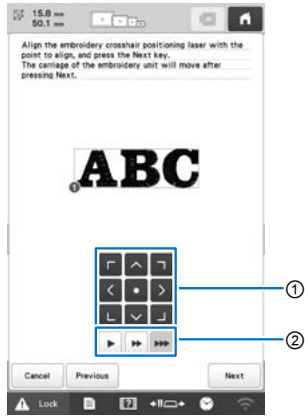 15.8 mm
50.1 mm
Align the embroidery crosshair positioning laser with the
point to align, and press the Next key.
The carriage of the embroidery unit will move after
pressing Next.
ABC
1
①
②
Cancel Previous Next
Lock